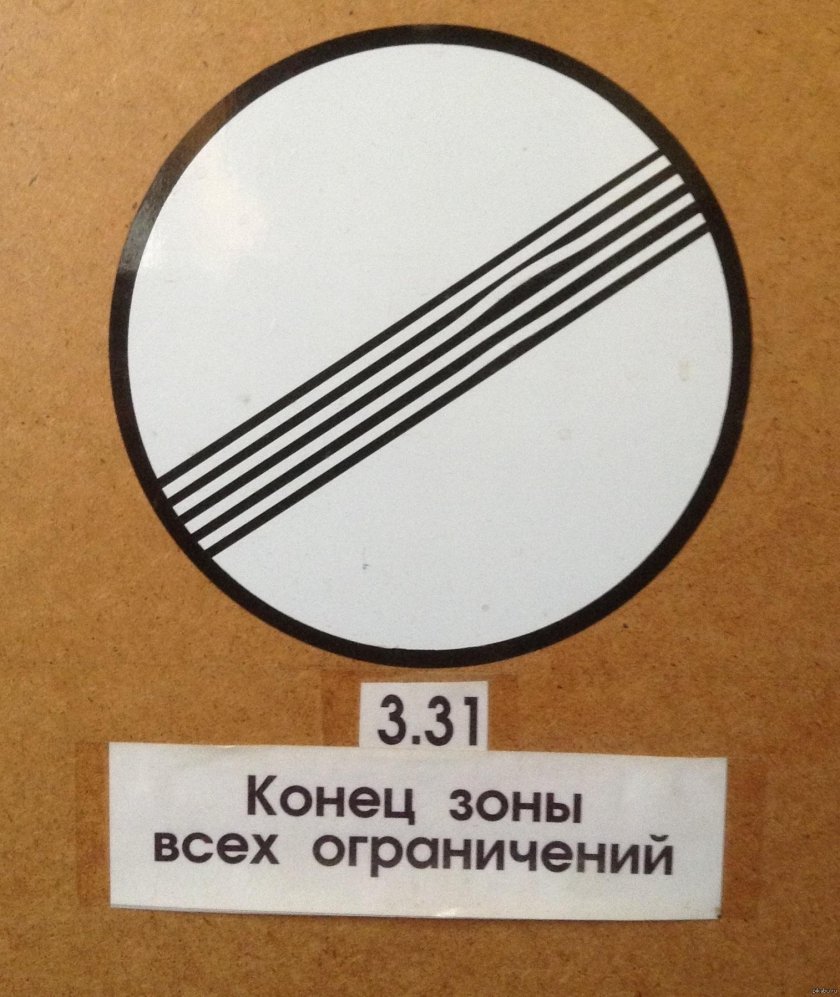 3.31
Конец зоны
всех ограничений